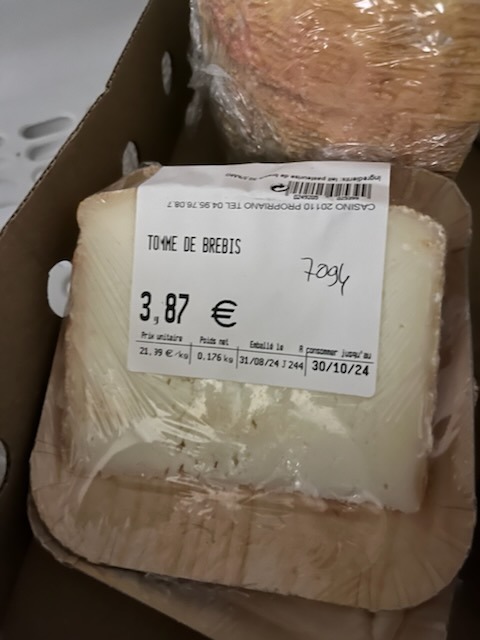 CASINO 20110 PROPRIANO TEL 04.95.76.08.7
TOMME DE BREBIS
7094
3,87 €
Prix unitaire Poids net Emballé le A consommer jusqu'au
21,99 €/kg 0,176 kg 31/08/24 J 244 30/10/24